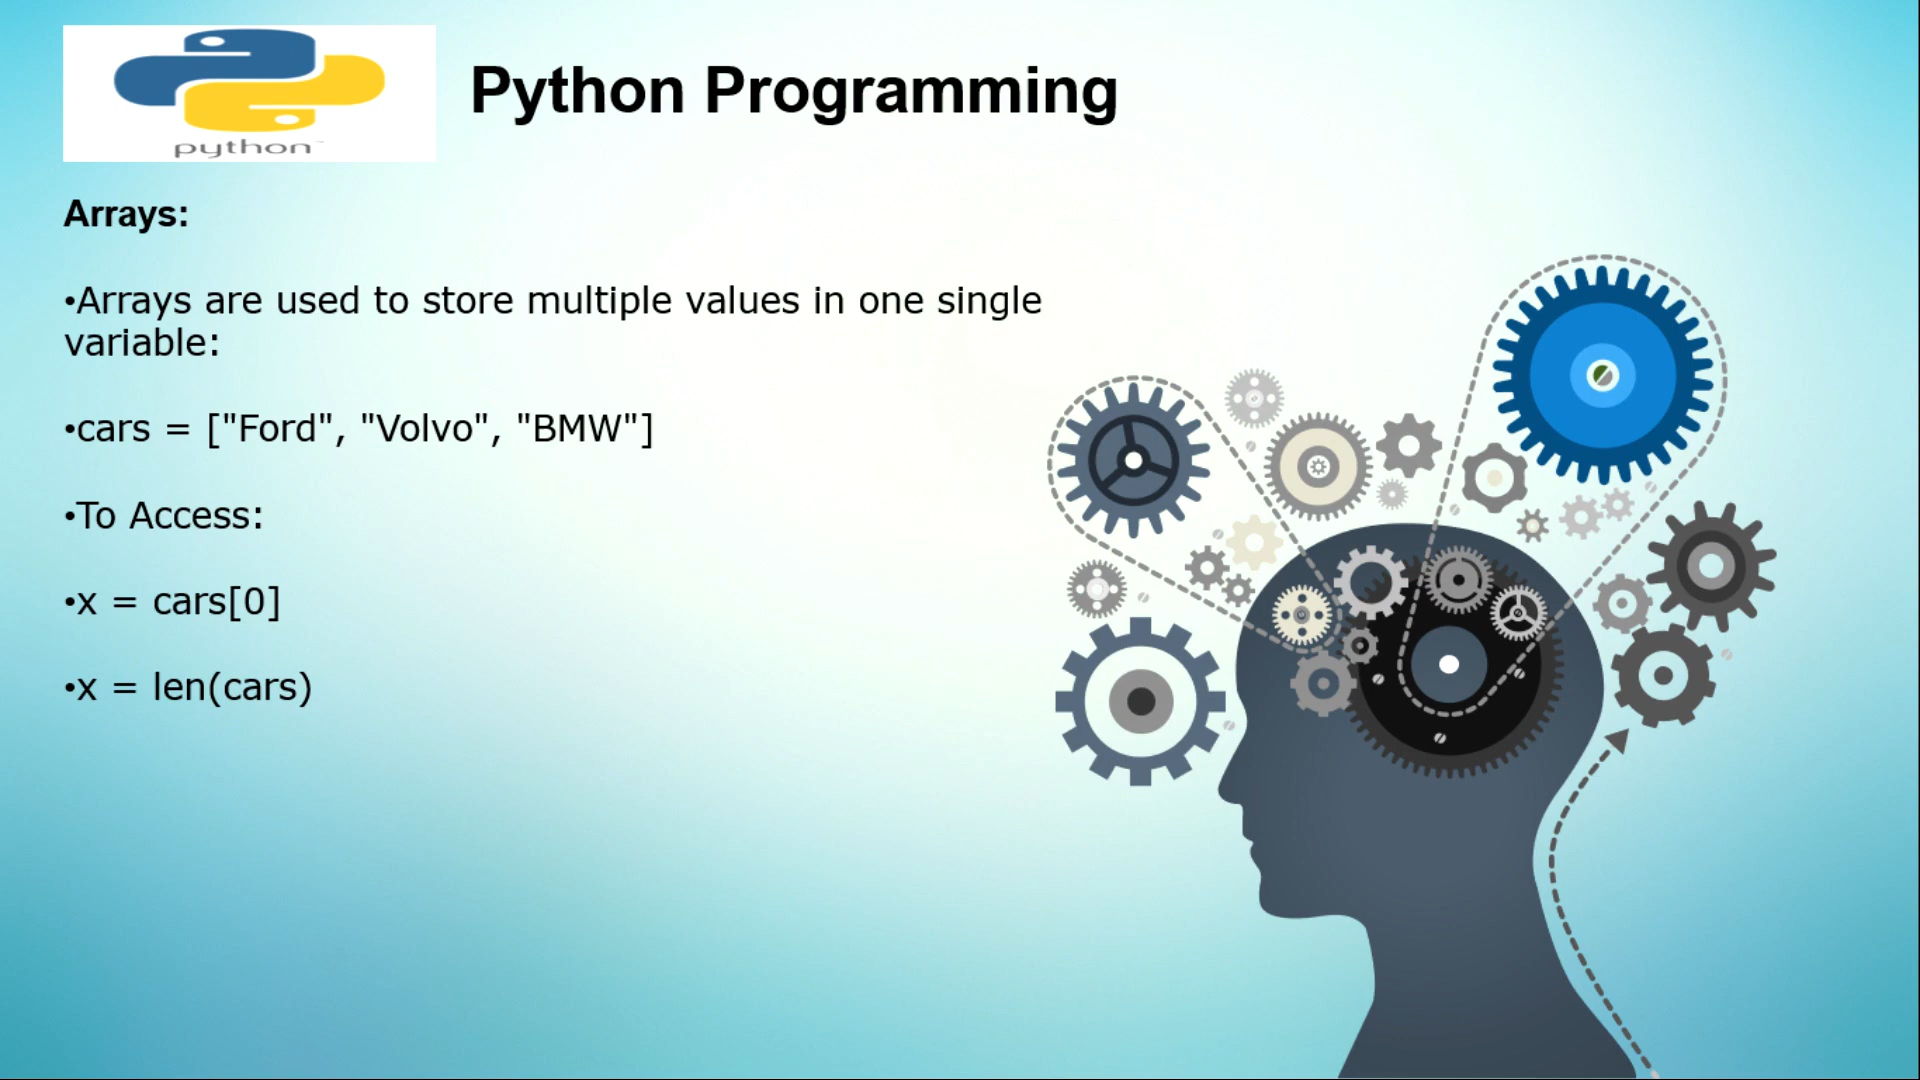 python
Python Programming
Arrays:
•Arrays are used to store multiple values in one single
variable:
•cars = ["Ford", "Volvo", "BMW"]
•To Access:
•x = cars[0]
•x = len(cars)